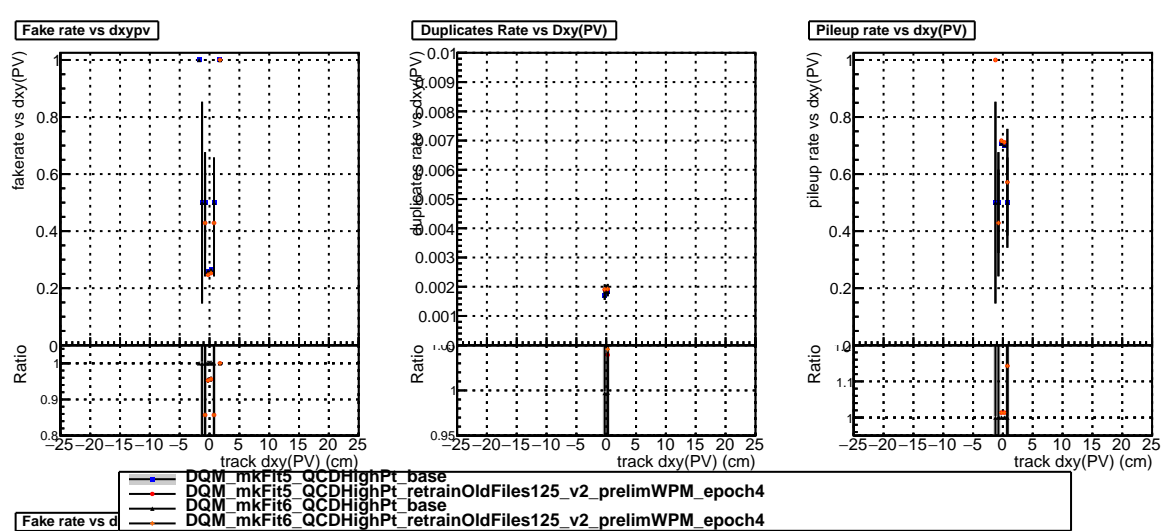 Fake rate vs dxypv
Duplicates Rate vs Dxy(PV)
Pileup rate vs dxy(PV)
fakerate vs dxy(PV)
1
0.8
0.6
0.4
0.2
0
Ratio
1
0.9
0.8
−25 −20 −15 −10 −5 0 5 10 15 20 25
track dxy(PV) (cm)
duplicates rate vs dxy(PV)
0.01
0.009
0.008
0.007
0.006
0.005
0.004
0.003
0.002
0.001
Ratio
1
0.95
−25 −20 −15 −10 −5 0 5 10 15 20 25
track dxy(PV) (cm)
pileup rate vs dxy(PV)
1
0.8
0.6
0.4
0.2
0
Ratio
1.1
1
−25 −20 −15 −10 −5 0 5 10 15 20 25
track dxy(PV) (cm)
DQM_mkFit5_QCDHighPt_base
DQM_mkFit5_QCDHighPt_retrainOldFiles125_v2_prelimWPM_epoch4
DQM_mkFit6_QCDHighPt_base
DQM_mkFit6_QCDHighPt_retrainOldFiles125_v2_prelimWPM_epoch4
Fake rate vs d